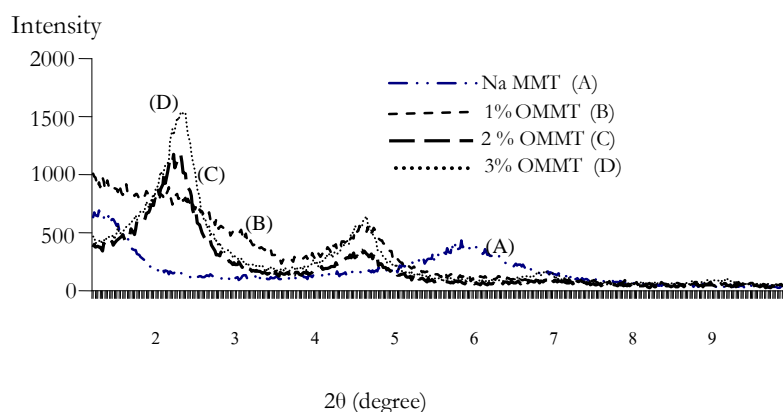 Intensity
2000
1500
1000
500
0
(D)
(C)
(B)
(A)
Na MMT (A)
1% OMMT (B)
2 % OMMT (C)
3% OMMT (D)
2 3 4 5 6 7 8 9
2θ (degree)